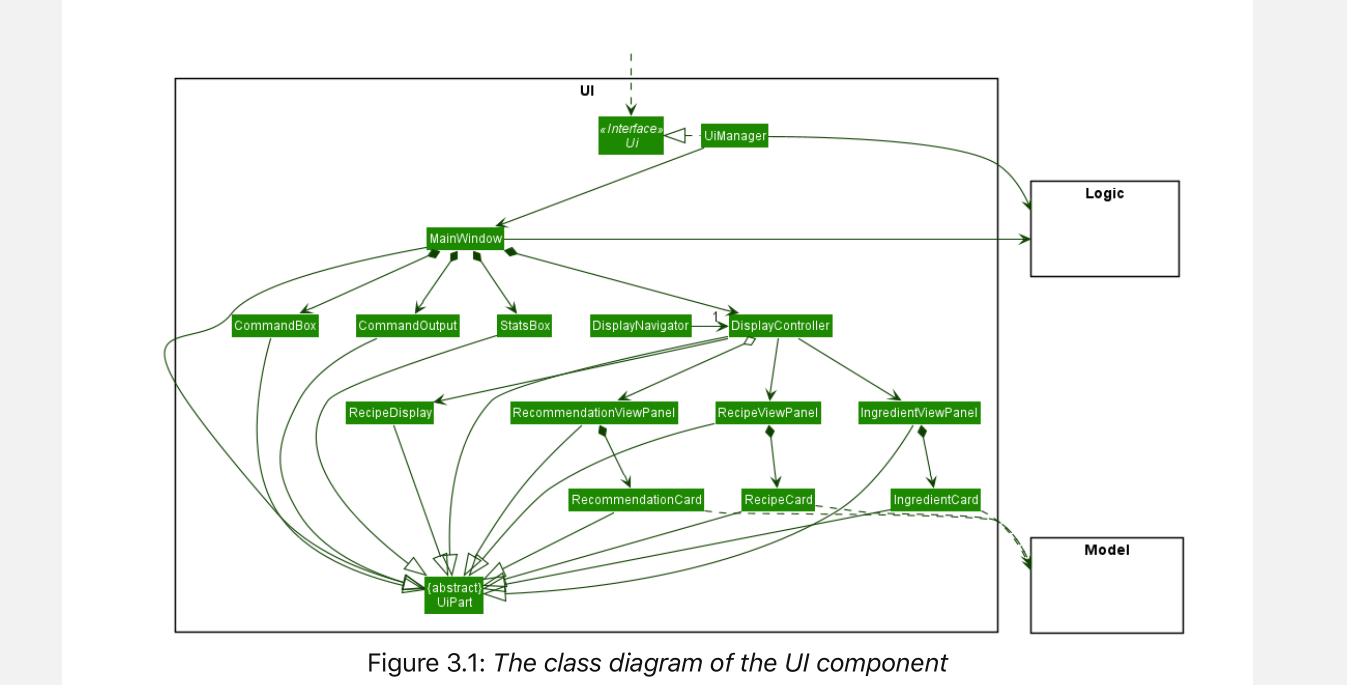 UI
«Interface»
Ui
UiManager
Logic
MainWindow
CommandBox
CommandOutput
StatsBox
DisplayNavigator
1
DisplayController
RecipeDisplay
RecommendationViewPanel
RecipeViewPanel
IngredientViewPanel
RecommendationCard
RecipeCard
IngredientCard
Model
{abstract}
UiPart
Figure 3.1: The class diagram of the UI component